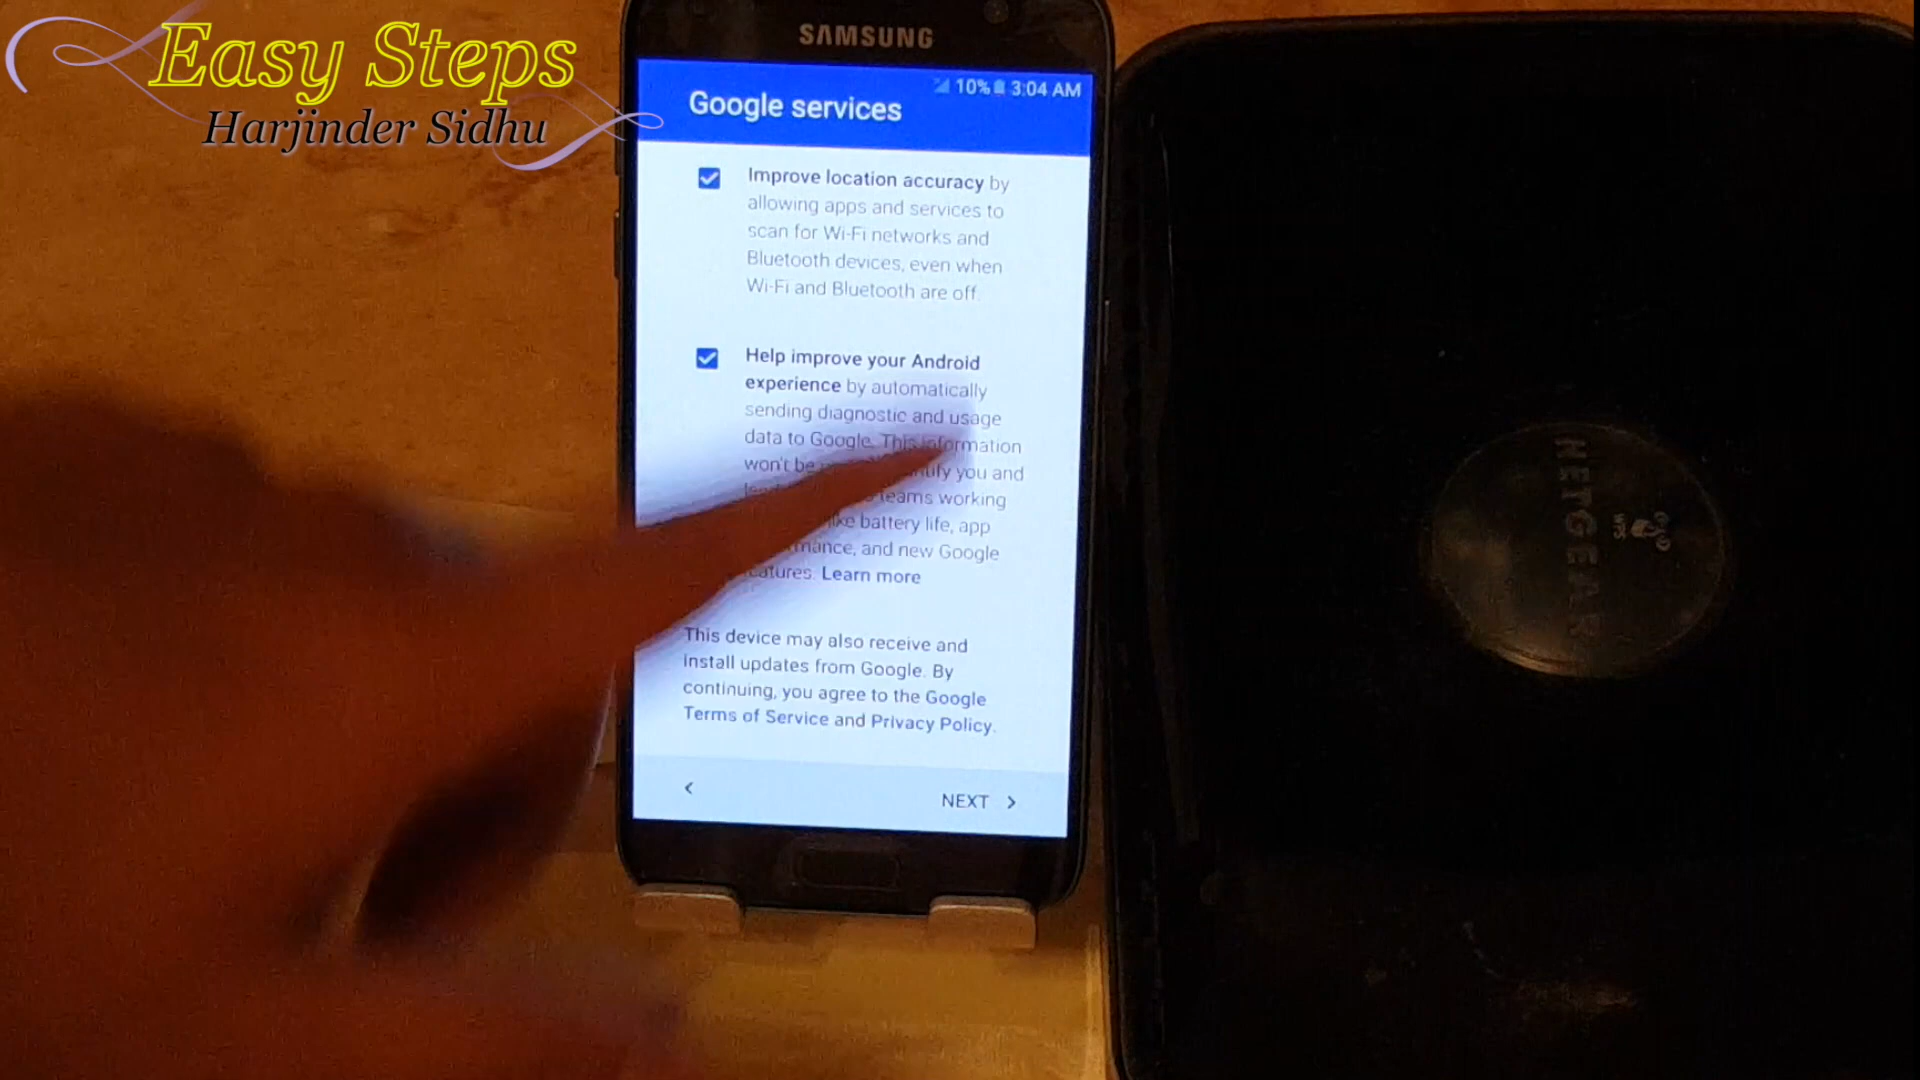 Easy Steps
Harjinder Sidhu
SAMSUNG
10% 3:04 AM
Google services
Improve location accuracy by
allowing apps and services to
scan for Wi-Fi networks and
Bluetooth devices, even when
Wi-Fi and Bluetooth are off.
Help improve your Android
experience by automatically
sending diagnostic and usage
data to Google. This information
won't be you and
teams working
battery life, app
and new Google
Learn more
This device may also receive and
install updates from Google. By
continuing, you agree to the Google
Terms of Service and Privacy Policy.
< NEXT >
NETGEAR
WPS